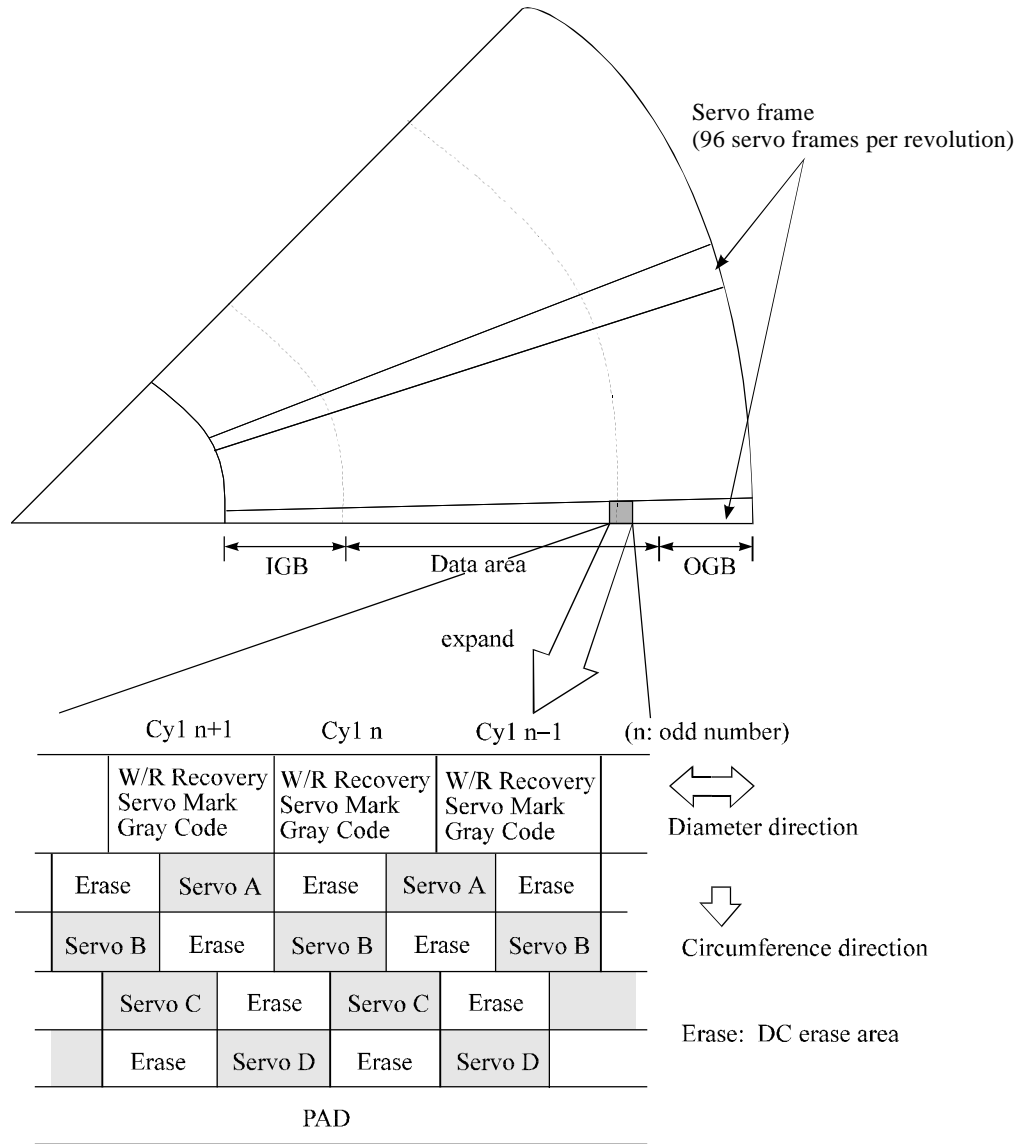 Servo frame
(96 servo frames per revolution)
IGB
Data area
OGB
expand
Cy1 n+1
Cy1 n
Cy1 n−1
(n: odd number)
W/R Recovery
Servo Mark
Gray Code
W/R Recovery
Servo Mark
Gray Code
W/R Recovery
Servo Mark
Gray Code
Diameter direction
Erase Servo A Erase Servo A Erase
Servo B Erase Servo B Erase Servo B
Circumference direction
Servo C Erase Servo C Erase
Erase: DC erase area
Erase Servo D Erase Servo D
PAD